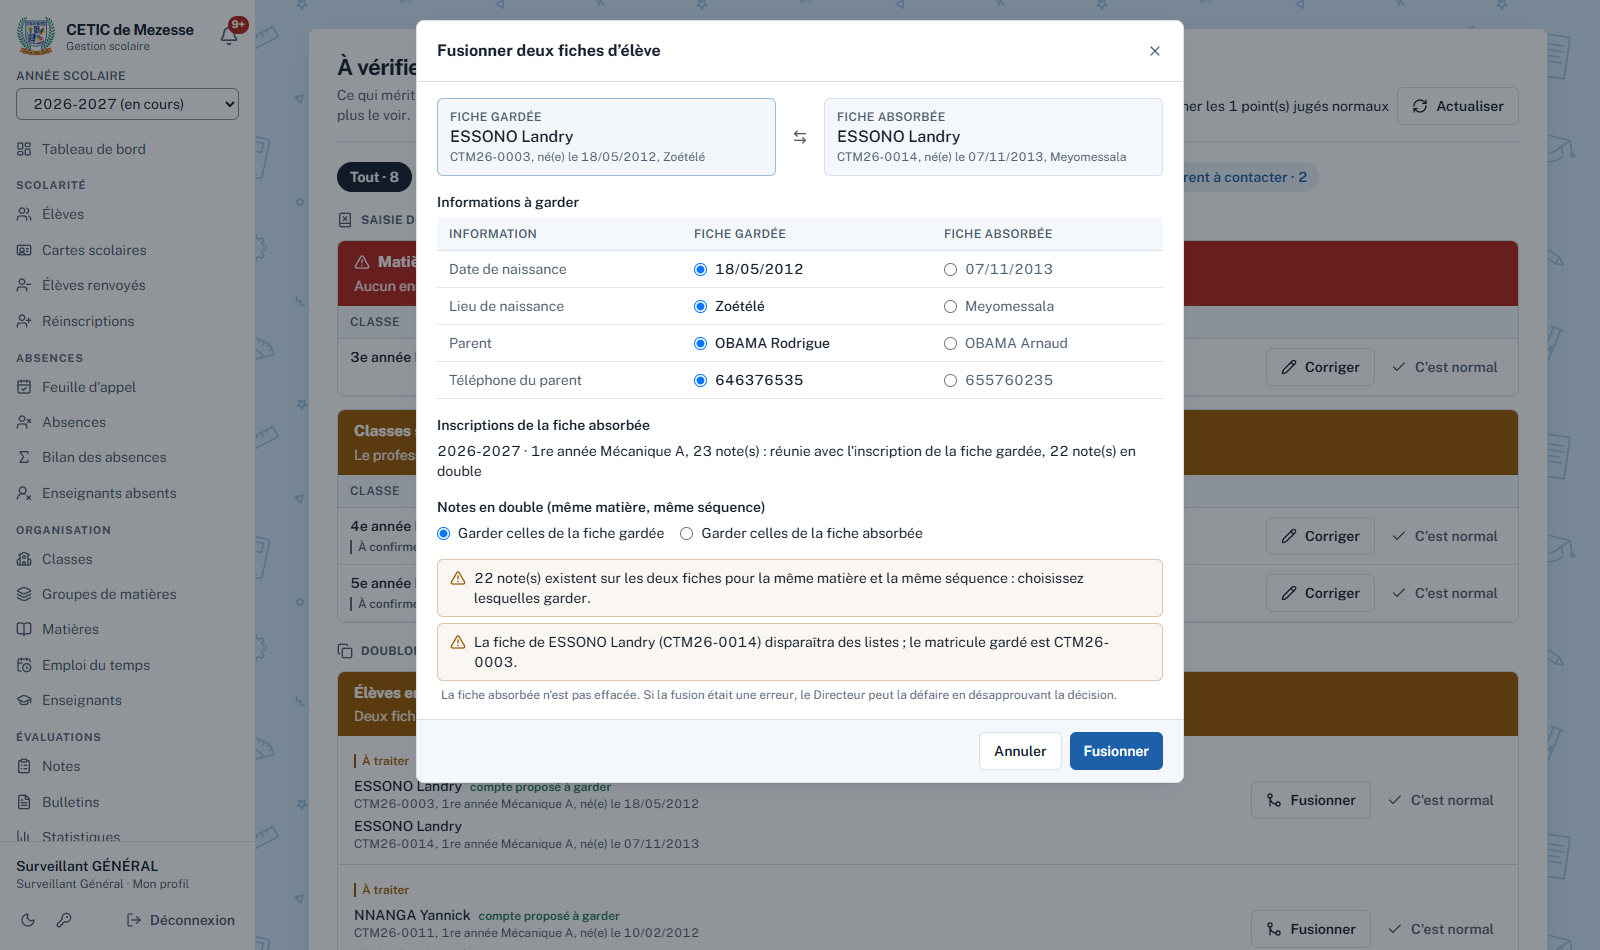 CETIC de Mezesse
Gestion scolaire
9+
ANNÉE SCOLAIRE
2026-2027 (en cours)
Tableau de bord
SCOLARITÉ
Élèves
Cartes scolaires
Élèves renvoyés
Réinscriptions
ABSENCES
Feuille d'appel
Absences
Bilan des absences
Enseignants absents
ORGANISATION
Classes
Groupes de matières
Matières
Emploi du temps
Enseignants
ÉVALUATIONS
Notes
Bulletins
Statistiques
Surveillant GÉNÉRAL
Surveillant Général · Mon profil
Déconnexion
À vérifie
Ce qui mérit
plus le voir.
er les 1 point(s) jugés normaux
Actualiser
Tout · 8
rent à contacter · 2
SAISIE D
Matiè
Aucun en
CLASSE
3e année
Corriger
C'est normal
Classes
Le profes
CLASSE
4e année
À confirme
Corriger
C'est normal
5e année
À confirme
Corriger
C'est normal
DOUBLO
Élèves e
Deux fich
À traiter
ESSONO Landry compte proposé à garder
CTM26-0003, 1re année Mécanique A, né(e) le 18/05/2012
ESSONO Landry
CTM26-0014, 1re année Mécanique A, né(e) le 07/11/2013
Fusionner
C'est normal
À traiter
NNANGA Yannick compte proposé à garder
CTM26-0011, 1re année Mécanique A, né(e) le 10/02/2012
Fusionner
C'est normal
Fusionner deux fiches d’élève
FICHE GARDÉE
ESSONO Landry
CTM26-0003, né(e) le 18/05/2012, Zoétélé
FICHE ABSORBÉE
ESSONO Landry
CTM26-0014, né(e) le 07/11/2013, Meyomessala
Informations à garder
INFORMATION FICHE GARDÉE FICHE ABSORBÉE
Date de naissance 18/05/2012 07/11/2013
Lieu de naissance Zoétélé Meyomessala
Parent OBAMA Rodrigue OBAMA Arnaud
Téléphone du parent 646376535 655760235
Inscriptions de la fiche absorbée
2026-2027 · 1re année Mécanique A, 23 note(s) : réunie avec l'inscription de la fiche gardée, 22 note(s) en
double
Notes en double (même matière, même séquence)
Garder celles de la fiche gardée Garder celles de la fiche absorbée
22 note(s) existent sur les deux fiches pour la même matière et la même séquence : choisissez
lesquelles garder.
La fiche de ESSONO Landry (CTM26-0014) disparaîtra des listes ; le matricule gardé est CTM26-
0003.
La fiche absorbée n'est pas effacée. Si la fusion était une erreur, le Directeur peut la défaire en désapprouvant la décision.
Annuler
Fusionner